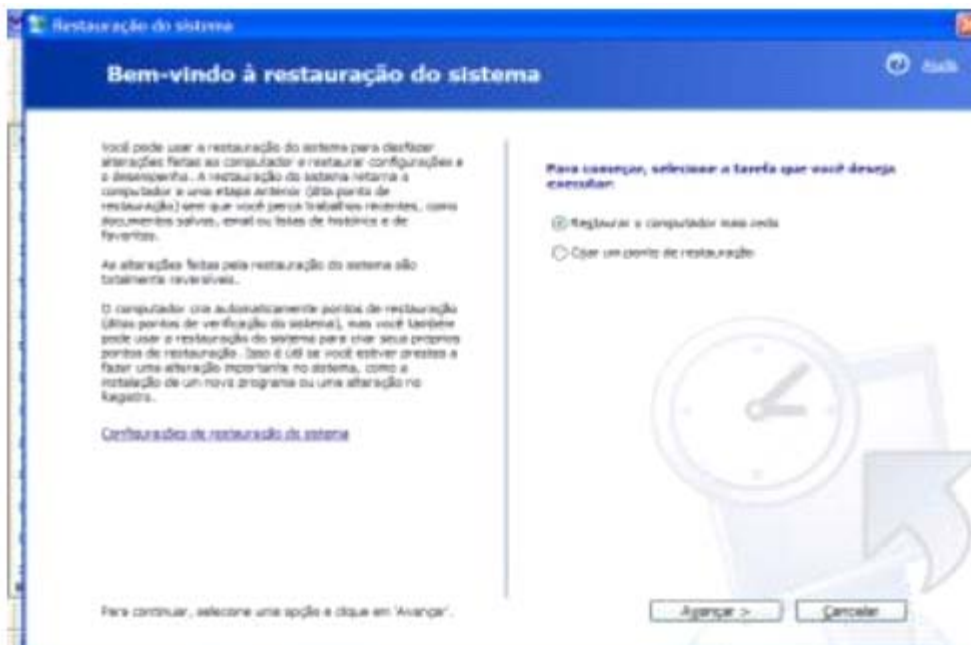 Restauração do sistema
Bem-vindo à restauração do sistema
Ajuda
Você pode usar a restauração do sistema para desfazer
alterações feitas ao computador e restaurar configurações e
o desempenho. A restauração do sistema retorna o
computador a uma etapa anterior (dita ponto de
restauração) sem que você perca trabalhos recentes, como
documentos salvos, email ou listas de histórico e de
favoritos.
As alterações feitas pela restauração do sistema são
totalmente reversíveis.
O computador cria automaticamente pontos de restauração
(ditos pontos de verificação do sistema), mas você também
pode usar a restauração do sistema para criar seus próprios
pontos de restauração. Isso é útil se você estiver prestes a
fazer uma alteração importante no sistema, como a
instalação de um novo programa ou uma alteração no
Registro.
Configurações de restauração do sistema
Para começar, selecione a tarefa que você deseja
executar:
Restaurar o computador mais cedo
Criar um ponto de restauração
Para continuar, selecione uma opção e clique em 'Avançar'.
Avançar >
Cancelar